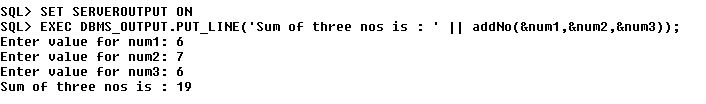 SQL> SET SERVEROUTPUT ON
SQL> EXEC DBMS_OUTPUT.PUT_LINE('Sum of three nos is : ' || addNo(&num1,&num2,&num3));
Enter value for num1: 6
Enter value for num2: 7
Enter value for num3: 6
Sum of three nos is : 19